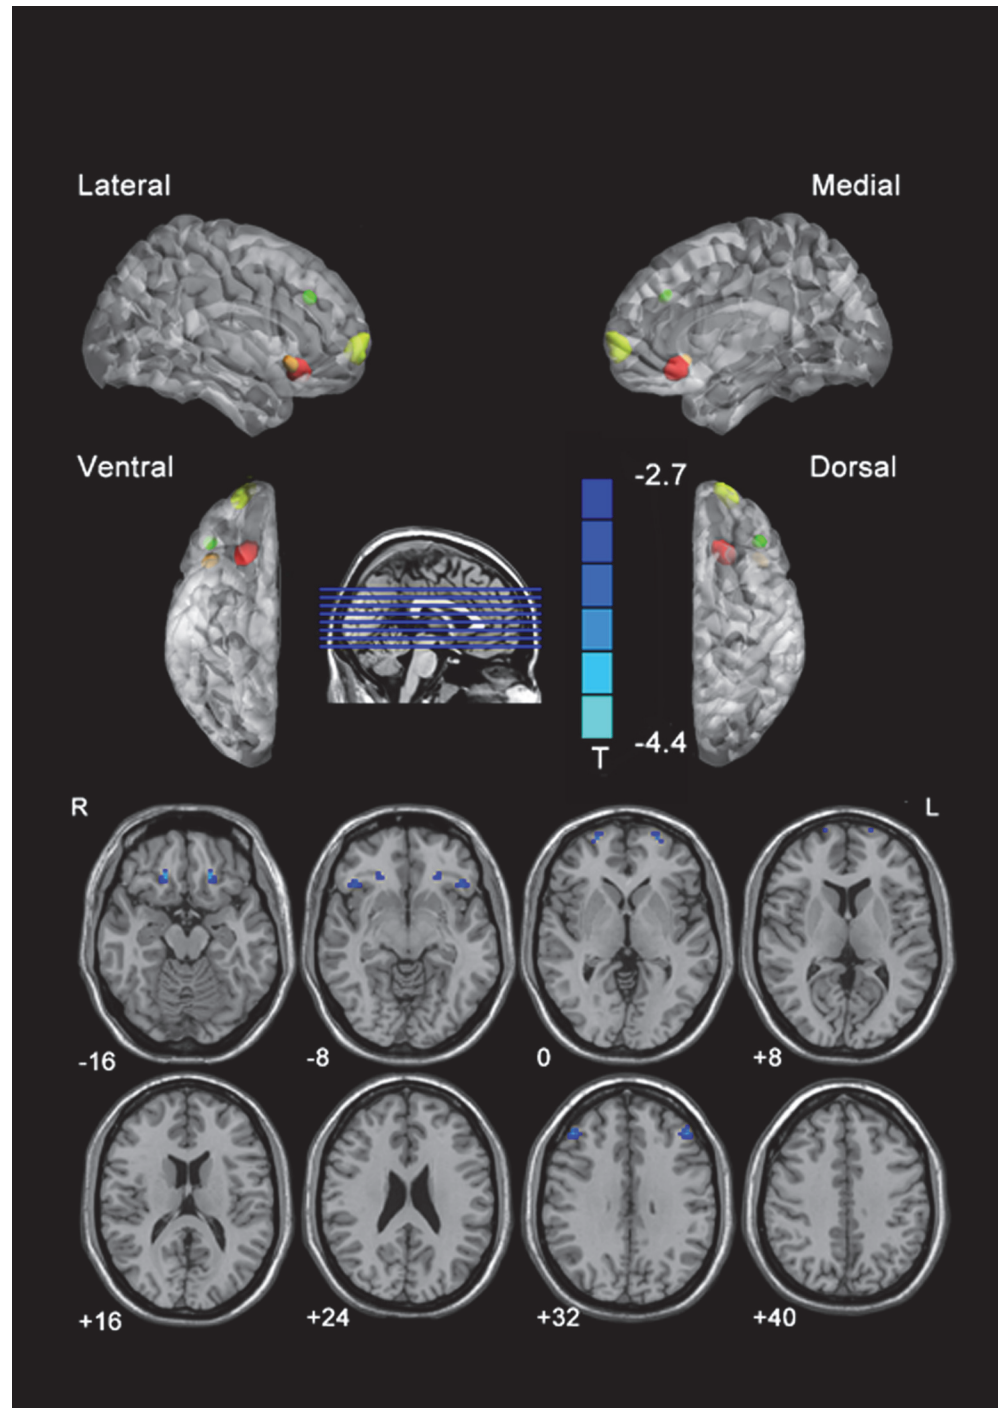 Lateral
Medial
Ventral
-2.7
Dorsal
-4.4
T
R
L
-16
-8
0
+8
+16
+24
+32
+40